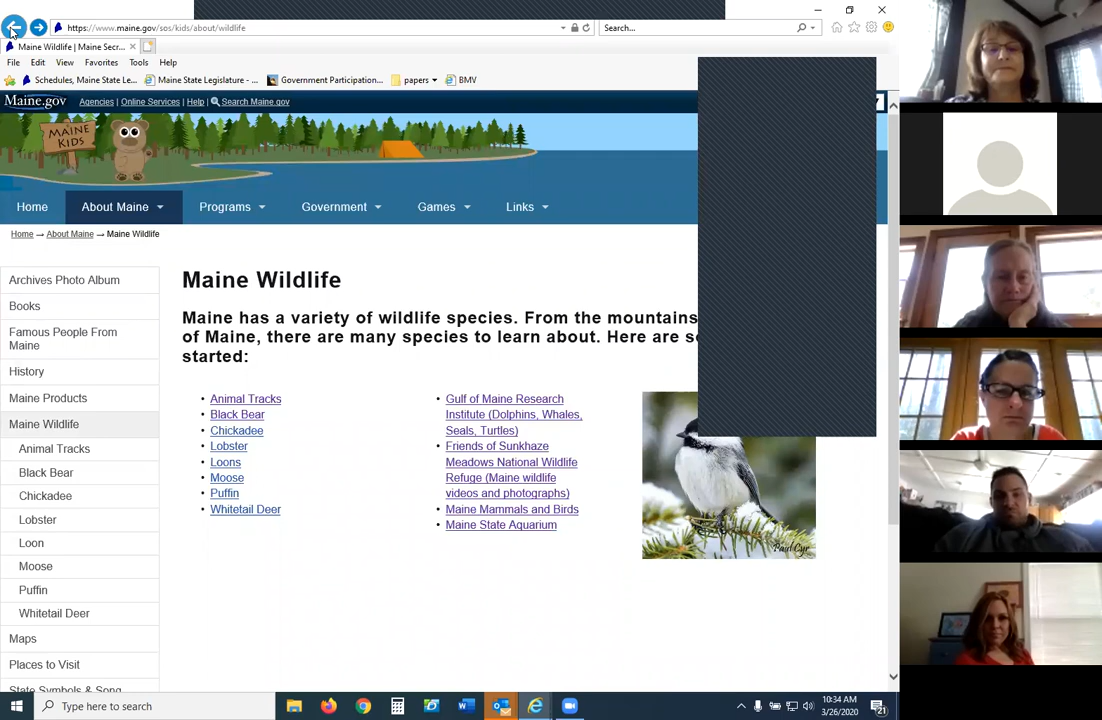 https://www.maine.gov/sos/kids/about/wildlife
Search...
Maine Wildlife | Maine Secr...
File Edit View Favorites Tools Help
Schedules, Maine State Le... Maine State Legislature - ... Government Participation... papers BMV
Maine.gov Agencies | Online Services | Help | Search Maine.gov
MAINE
KIDS
Home About Maine Programs Government Games Links
Home → About Maine → Maine Wildlife
Archives Photo Album
Books
Famous People From
Maine
History
Maine Products
Maine Wildlife
Animal Tracks
Black Bear
Chickadee
Lobster
Loon
Moose
Puffin
Whitetail Deer
Maps
Places to Visit
State Symbols & Song
Maine Wildlife
Maine has a variety of wildlife species. From the mountains
of Maine, there are many species to learn about. Here are
started:
• Animal Tracks
• Black Bear
• Chickadee
• Lobster
• Loons
• Moose
• Puffin
• Whitetail Deer
• Gulf of Maine Research
Institute (Dolphins, Whales,
Seals, Turtles)
• Friends of Sunkhaze
Meadows National Wildlife
Refuge (Maine wildlife
videos and photographs)
• Maine Mammals and Birds
• Maine State Aquarium
Paul Cyr
Type here to search
10:34 AM
3/26/2020
21